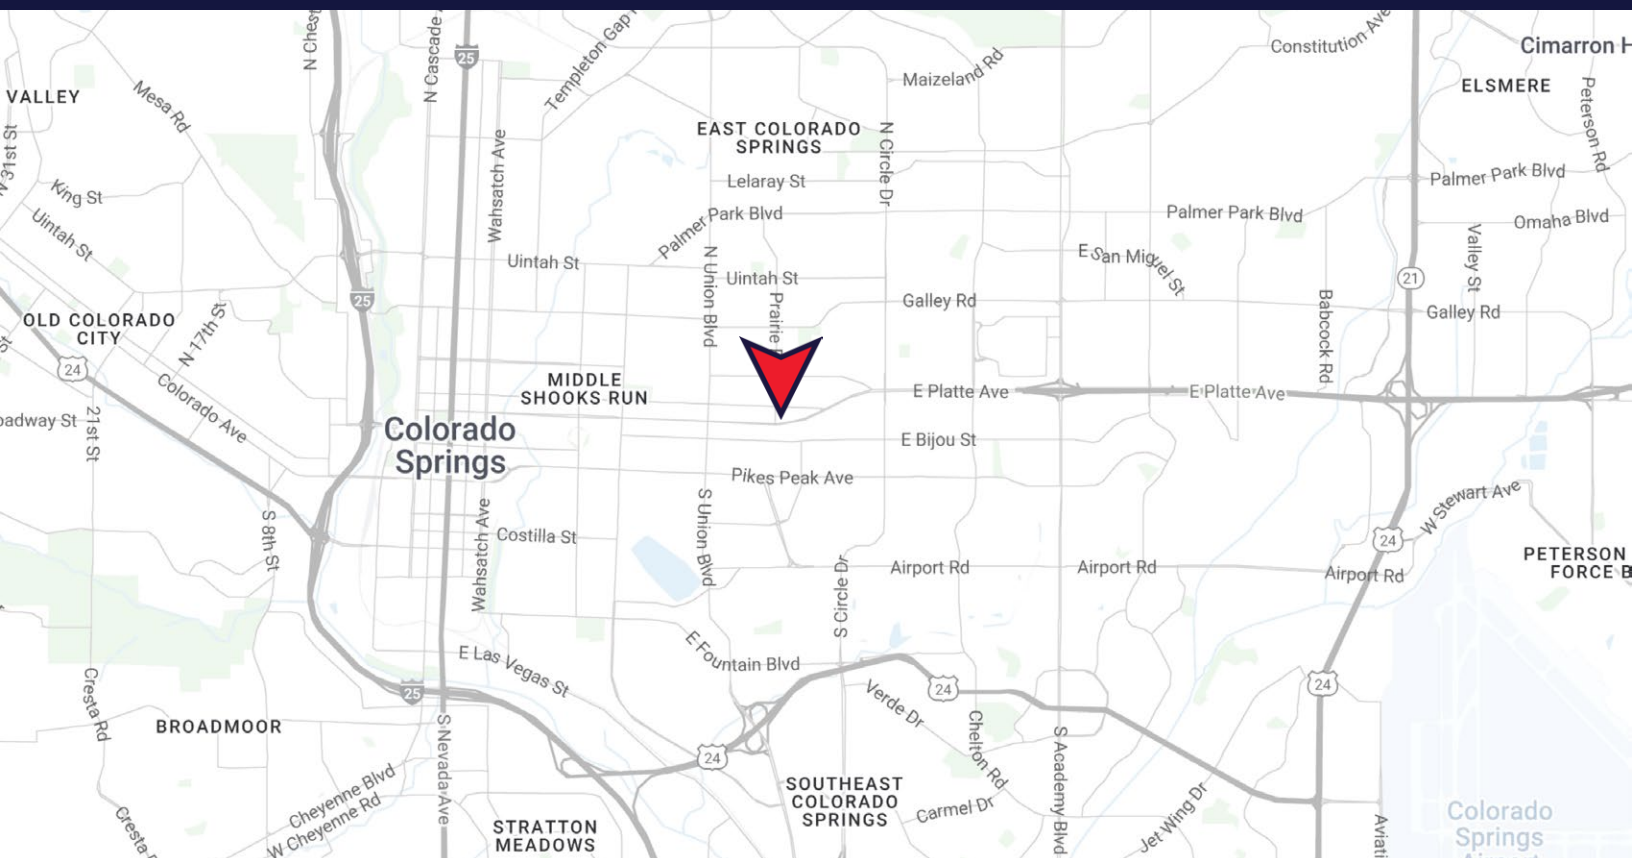 N Chest
N Cascade
25
Templeton Gap
Constitution Ave
Cimarron H
VALLEY
Mesa Rd
Maizeland Rd
ELSMERE
Peterson Rd
N 31st St
Wahsatch Ave
EAST COLORADO
SPRINGS
N Circle Dr
King St
Lelaray St
Palmer Park Blvd
Uintah St
Palmer Park Blvd
Palmer Park Blvd
Omaha Blvd
Uintah St
N Union Blvd
Uintah St
E San Miguel St
Valley St
21
25
Prairie
Galley Rd
Babcock Rd
Galley Rd
OLD COLORADO
CITY
N 17th St
24
Colorado Ave
MIDDLE
SHOOKS RUN
E Platte Ave
E Platte Ave
oadway St
21st St
Colorado
Springs
E Bijou St
Pikes Peak Ave
S 8th St
Wahsatch Ave
Costilla St
S Union Blvd
W Stewart Ave
24
Airport Rd
Airport Rd
Airport Rd
PETERSON
FORCE B
S Circle Dr
E Las Vegas St
E Fountain Blvd
Cresta Rd
25
24
24
Verde Dr
BROADMOOR
S Nevada Ave
Chelton Rd
S Academy Blvd
24
Cheyenne Blvd
W Cheyenne Rd
SOUTHEAST
COLORADO
SPRINGS
Carmel Dr
Jet Wing Dr
Cresta
STRATTON
MEADOWS
Aviati
Colorado
Springs